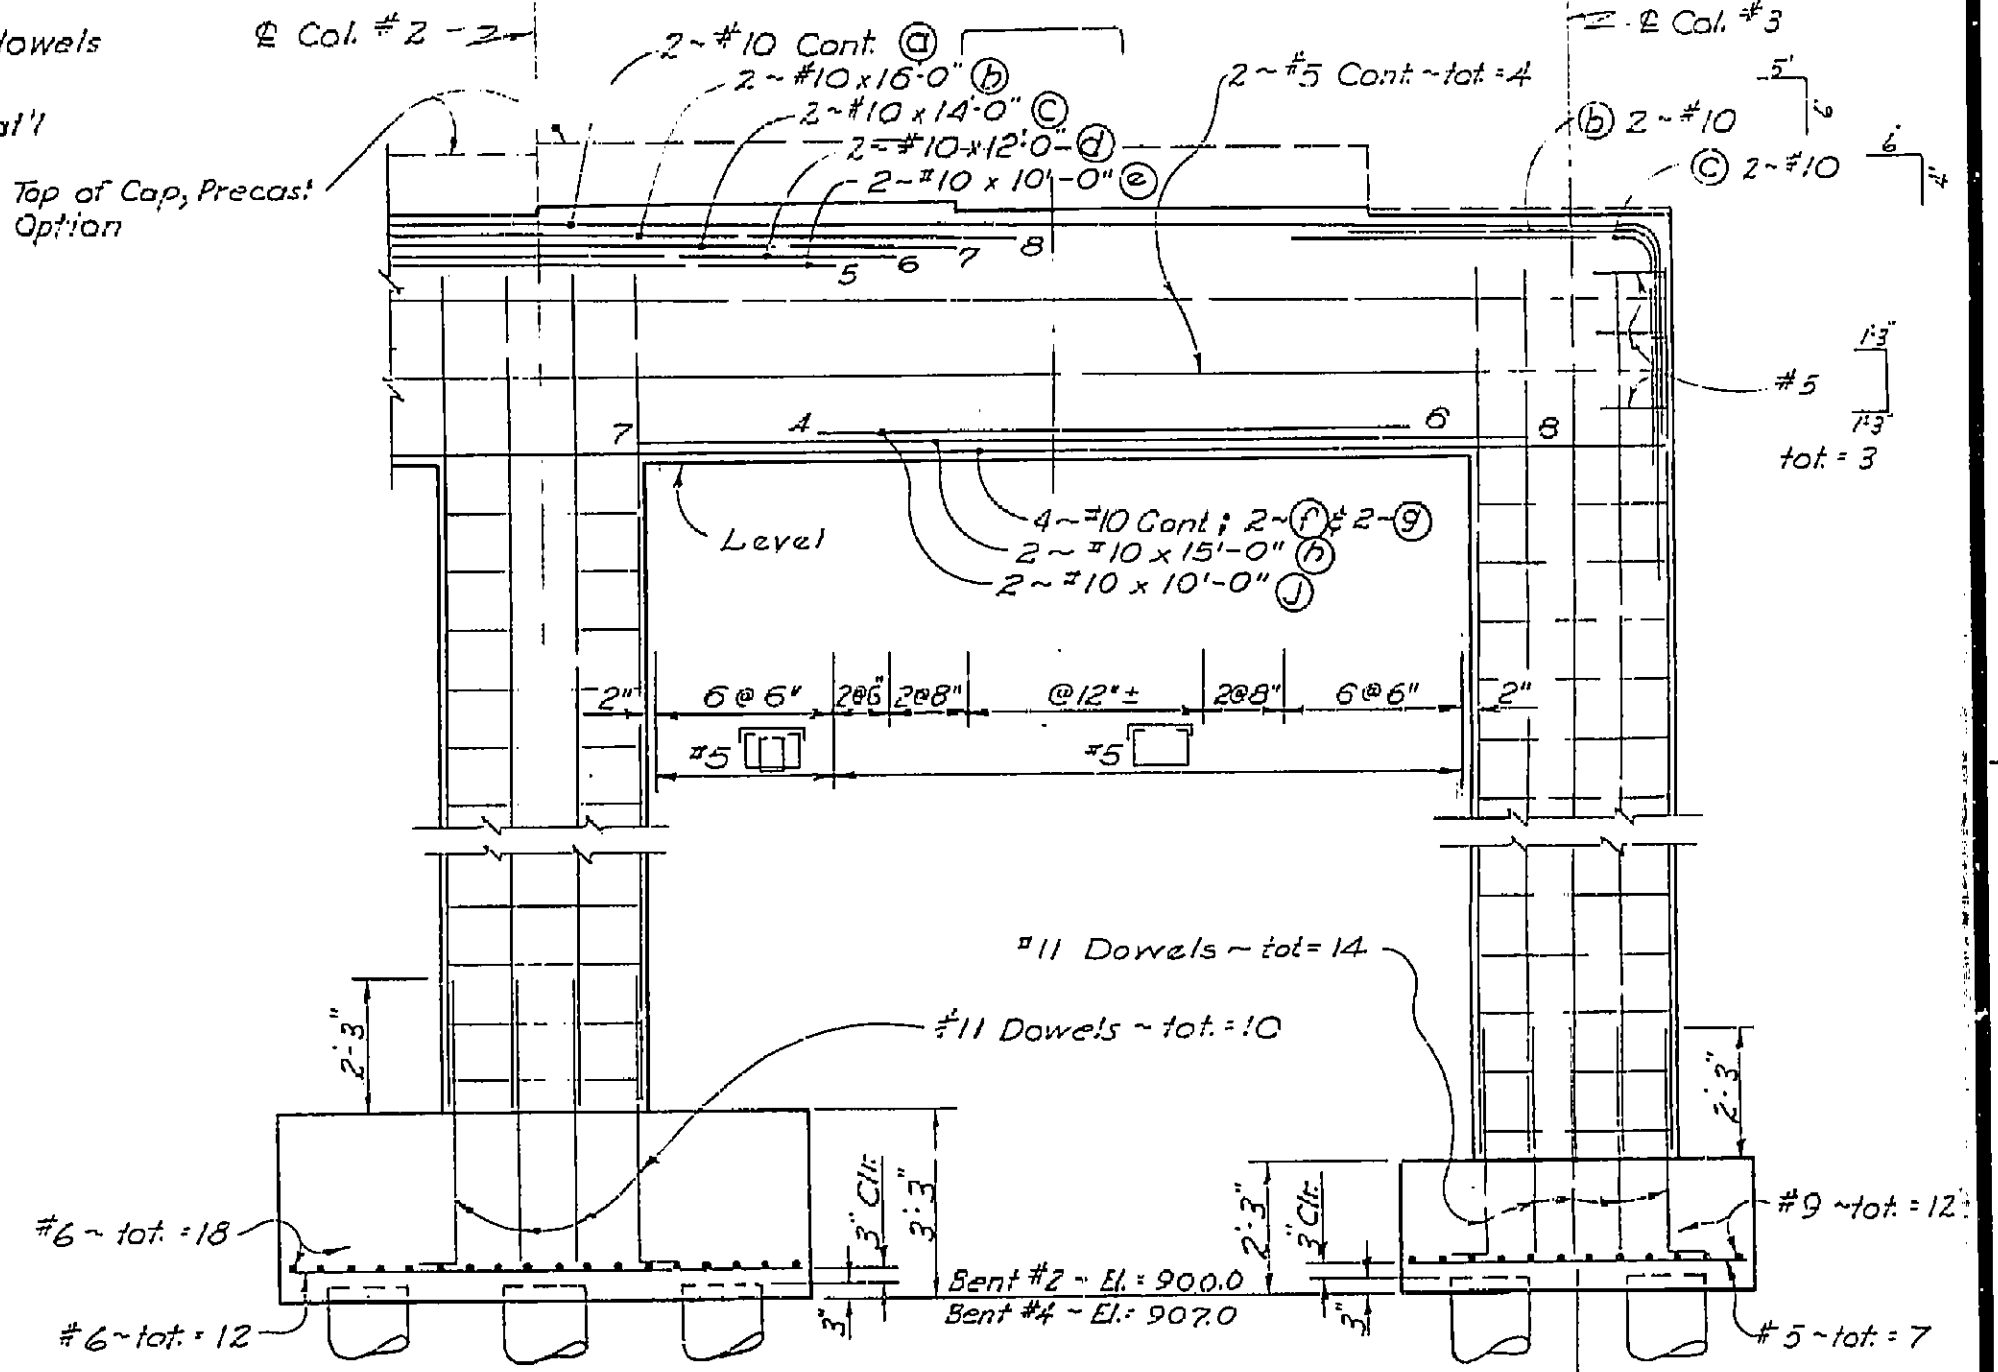 owels
℄ Col. #2
℄ Col. #3
2~#10 Cont. ⓐ
2~#10 x 16'-0" ⓑ
2~#10 x 14'-0" ⓒ
2~#10 x 12'-0" ⓓ
2~#10 x 10'-0" ⓔ
2~#5 Cont.~tot.=4
5'
ⓑ 2~#10
6'
ⓒ 2~#10
4'
Top of Cap, Precast
Option
8
7
6
5
1'-3"
#5
1'-3"
tot. = 3
7
4
6
8
Level
4~#10 Cont.; 2-ⓕ & 2-ⓖ
2~#10 x 15'-0" ⓗ
2~#10 x 10'-0" ⓙ
2"
6@6"
2@6"
2@8"
@12"±
2@8"
6@6"
2"
#5
#5
#11 Dowels ~ tot.=14
#11 Dowels ~ tot.=10
2'-3"
2'-3"
3" Clr.
3'-3"
2'-3"
3" Clr.
#6 ~ tot. = 18
#9 ~tot. = 12
Bent #2 ~ El.= 900.0
Bent #4 ~ El.= 907.0
3"
3"
#6~tot. = 12
#5 ~tot. = 7